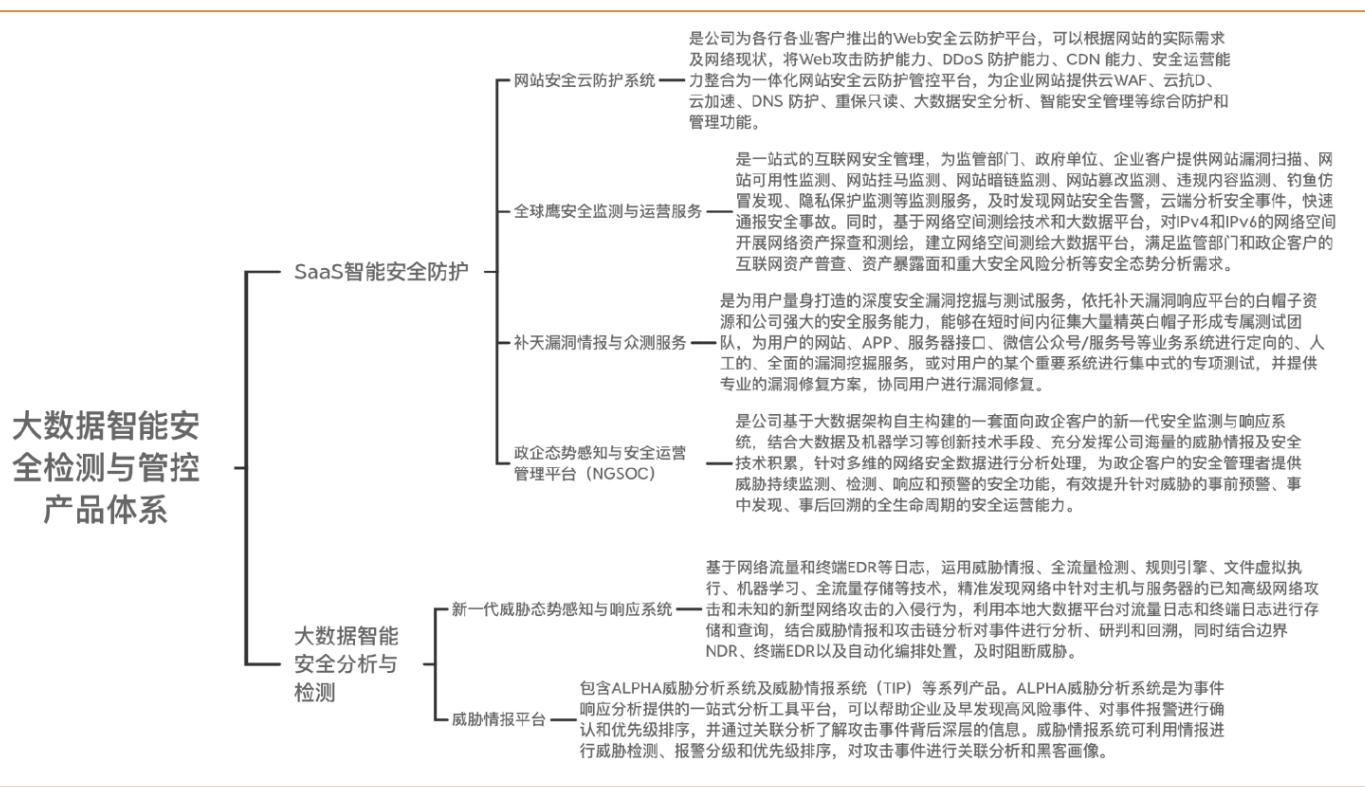 大数据智能安
全检测与管控
产品体系
SaaS智能安全防护
网站安全云防护系统
是公司为各行各业客户推出的Web安全云防护平台，可以根据网站的实际需求
及网络现状，将Web攻击防护能力、DDoS 防护能力、CDN 能力、安全运营能
力整合为一体化网站安全云防护管控平台，为企业网站提供云WAF、云抗D、
云加速、DNS 防护、重保只读、大数据安全分析、智能安全管理等综合防护和
管理功能。
全球鹰安全监测与运营服务
是一站式的互联网安全管理，为监管部门、政府单位、企业客户提供网站漏洞扫描、网
站可用性监测、网站挂马监测、网站暗链监测、网站篡改监测、违规内容监测、钓鱼仿
冒发现、隐私保护监测等监测服务，及时发现网站安全告警，云端分析安全事件，快速
通报安全事故。同时，基于网络空间测绘技术和大数据平台，对IPv4和IPv6的网络空间
开展网络资产探查和测绘，建立网络空间测绘大数据平台，满足监管部门和政企客户的
互联网资产普查、资产暴露面和重大安全风险分析等安全态势分析需求。
补天漏洞情报与众测服务
是为用户量身打造的深度安全漏洞挖掘与测试服务，依托补天漏洞响应平台的白帽子资
源和公司强大的安全服务能力，能够在短时间内征集大量精英白帽子形成专属测试团
队，为用户的网站、APP、服务器接口、微信公众号/服务号等业务系统进行定向的、人
工的、全面的漏洞挖掘服务，或对用户的某个重要系统进行集中式的专项测试，并提供
专业的漏洞修复方案，协同用户进行漏洞修复。
政企态势感知与安全运营
管理平台（NGSOC）
是公司基于大数据架构自主构建的一套面向政企客户的新一代安全监测与响应系
统，结合大数据及机器学习等创新技术手段、充分发挥公司海量的威胁情报及安全
技术积累，针对多维的网络安全数据进行分析处理，为政企客户的安全管理者提供
威胁持续监测、检测、响应和预警的安全功能，有效提升针对威胁的事前预警、事
中发现、事后回溯的全生命周期的安全运营能力。
大数据智能
安全分析与
检测
新一代威胁态势感知与响应系统
基于网络流量和终端EDR等日志，运用威胁情报、全流量检测、规则引擎、文件虚拟执
行、机器学习、全流量存储等技术，精准发现网络中针对主机与服务器的已知高级网络攻
击和未知的新型网络攻击的入侵行为，利用本地大数据平台对流量日志和终端日志进行存
储和查询，结合威胁情报和攻击链分析对事件进行分析、研判和回溯，同时结合边界
NDR、终端EDR以及自动化编排处置，及时阻断威胁。
威胁情报平台
包含ALPHA威胁分析系统及威胁情报系统（TIP）等系列产品。ALPHA威胁分析系统是为事件
响应分析提供的一站式分析工具平台，可以帮助企业及早发现高风险事件、对事件报警进行确
认和优先级排序，并通过关联分析了解攻击事件背后深层的信息。威胁情报系统可利用情报进
行威胁检测、报警分级和优先级排序，对攻击事件进行关联分析和黑客画像。